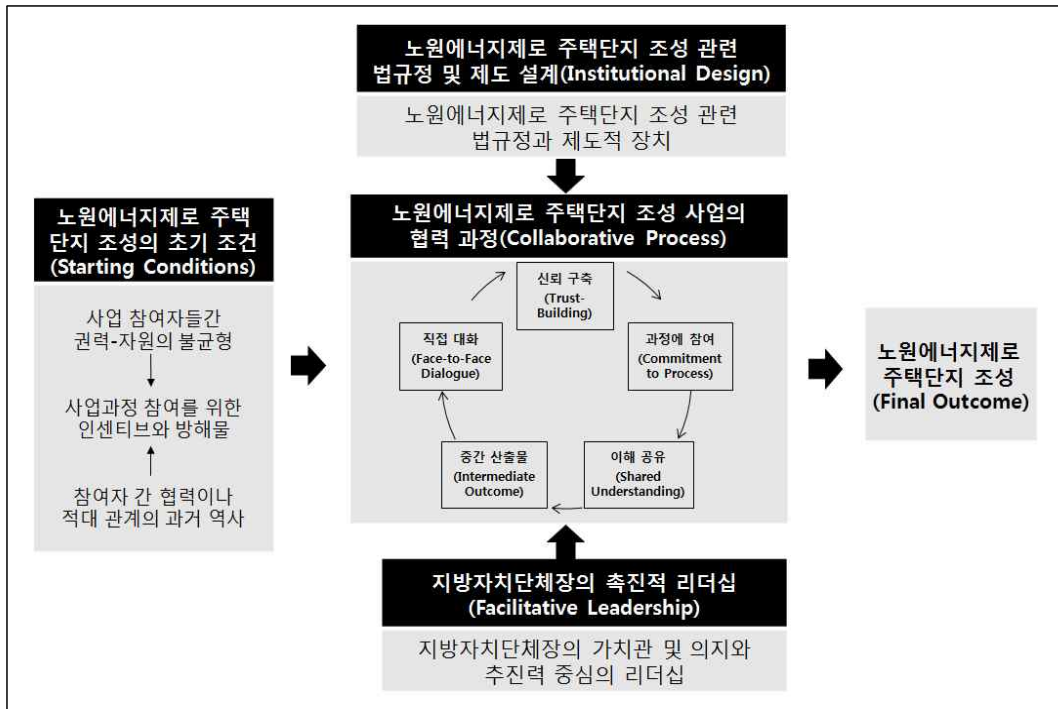 노원에너지제로 주택단지 조성 관련
법규정 및 제도 설계(Institutional Design)
노원에너지제로 주택단지 조성 관련
법규정과 제도적 장치
노원에너지제로 주택
단지 조성의 초기 조건
(Starting Conditions)
사업 참여자들간
권력-자원의 불균형
사업과정 참여를 위한
인센티브와 방해물
참여자 간 협력이나
적대 관계의 과거 역사
노원에너지제로 주택단지 조성 사업의
협력 과정(Collaborative Process)
신뢰 구축
(Trust-
Building)
과정에 참여
(Commitment
to Process)
이해 공유
(Shared
Understanding)
중간 산출물
(Intermediate
Outcome)
직접 대화
(Face-to-Face
Dialogue)
노원에너지제로
주택단지 조성
(Final Outcome)
지방자치단체장의 촉진적 리더십
(Facilitative Leadership)
지방자치단체장의 가치관 및 의지와
추진력 중심의 리더십